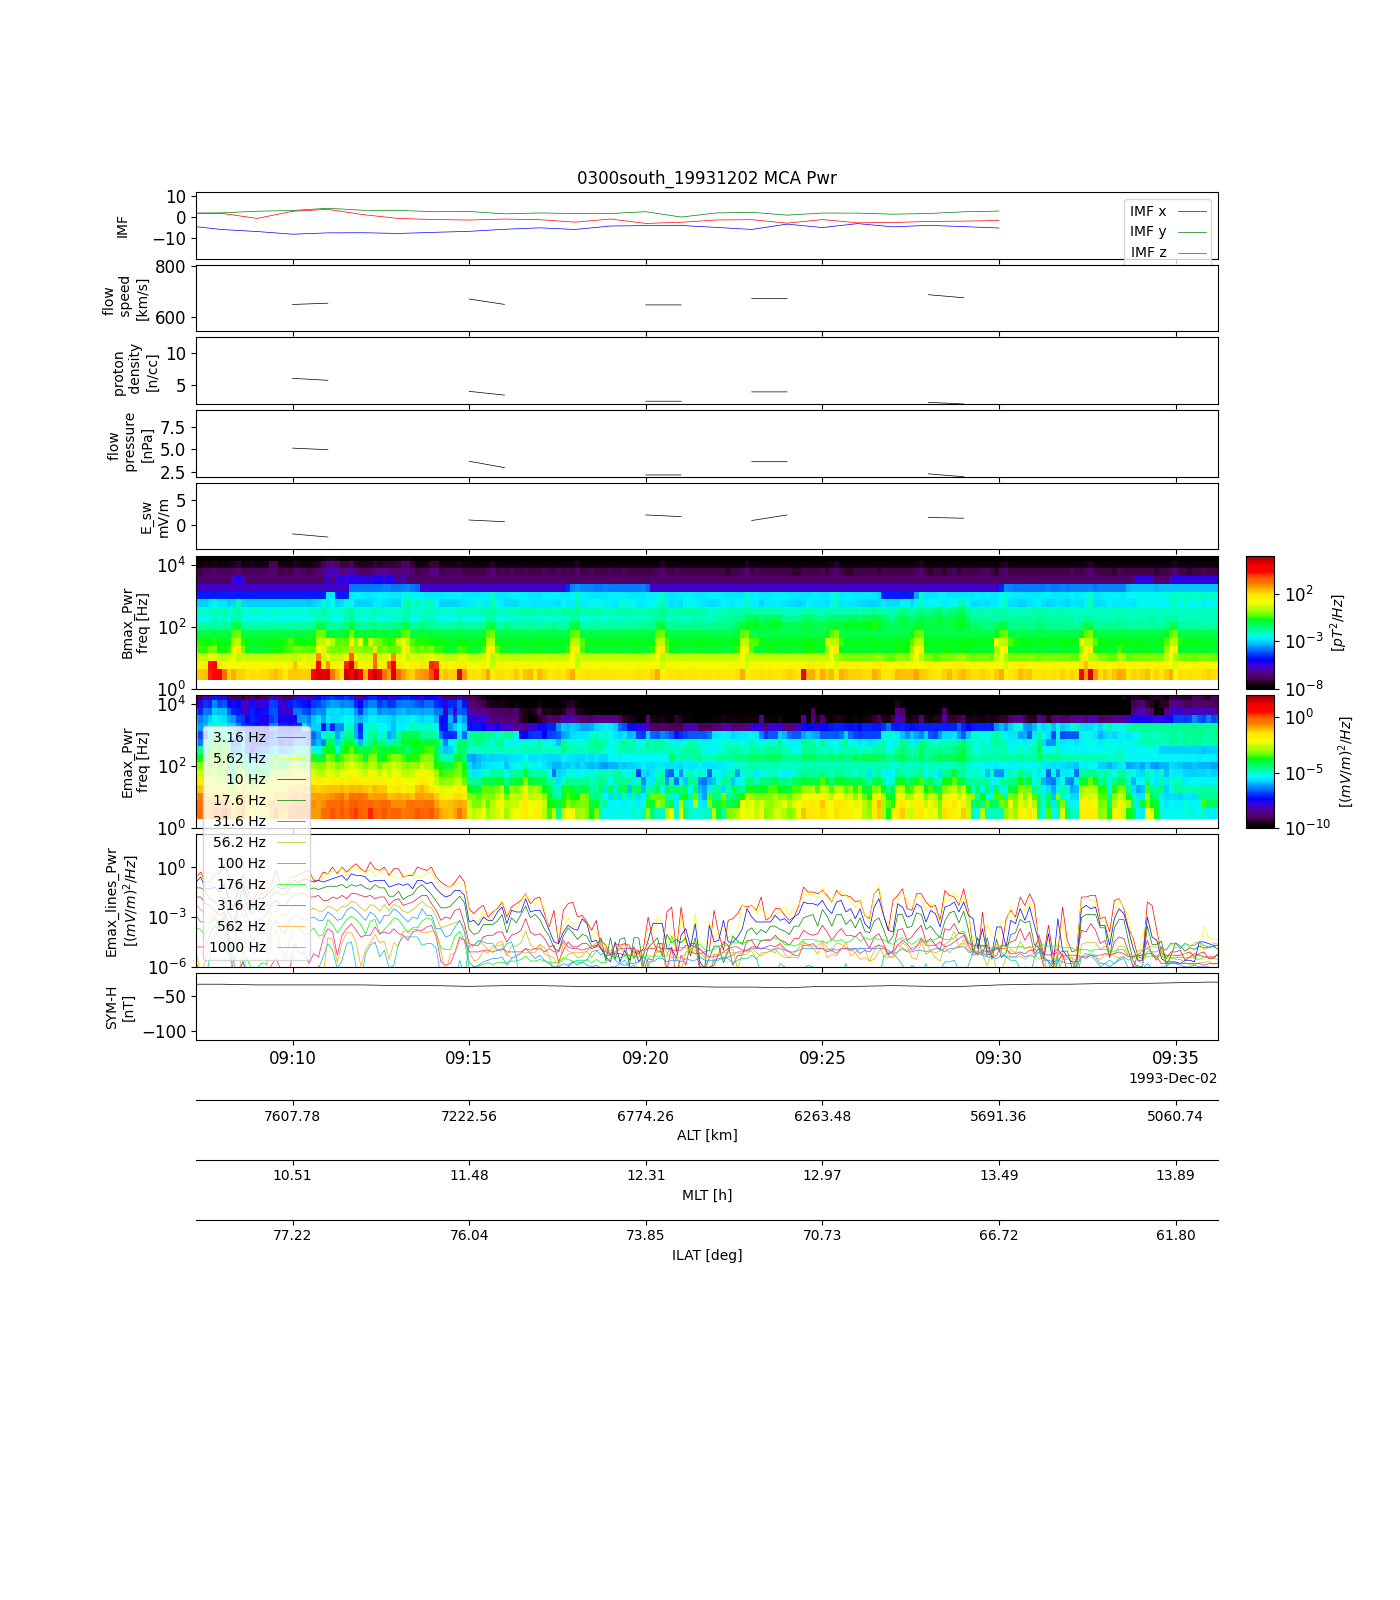 0300south_19931202 MCA Pwr
10
0
−10
IMF
IMF x
IMF y
IMF z
800
600
flow
speed
[km/s]
10
5
proton
density
[n/cc]
7.5
5.0
2.5
flow
pressure
[nPa]
5
0
E_sw
mV/m
10^4
10^2
10^0
Bmax_Pwr
freq [Hz]
10^2
10^−3
10^−8
[pT^2/Hz]
10^4
10^2
10^0
Emax_Pwr
freq [Hz]
10^0
10^−5
10^−10
[(mV/m)^2/Hz]
3.16 Hz
5.62 Hz
10 Hz
17.6 Hz
31.6 Hz
56.2 Hz
100 Hz
176 Hz
316 Hz
562 Hz
1000 Hz
10^0
10^−3
10^−6
Emax_lines_Pwr
[(mV/m)^2/Hz]
−50
−100
SYM-H
[nT]
09:10 09:15 09:20 09:25 09:30 09:35
1993-Dec-02
7607.78 7222.56 6774.26 6263.48 5691.36 5060.74
ALT [km]
10.51 11.48 12.31 12.97 13.49 13.89
MLT [h]
77.22 76.04 73.85 70.73 66.72 61.80
ILAT [deg]